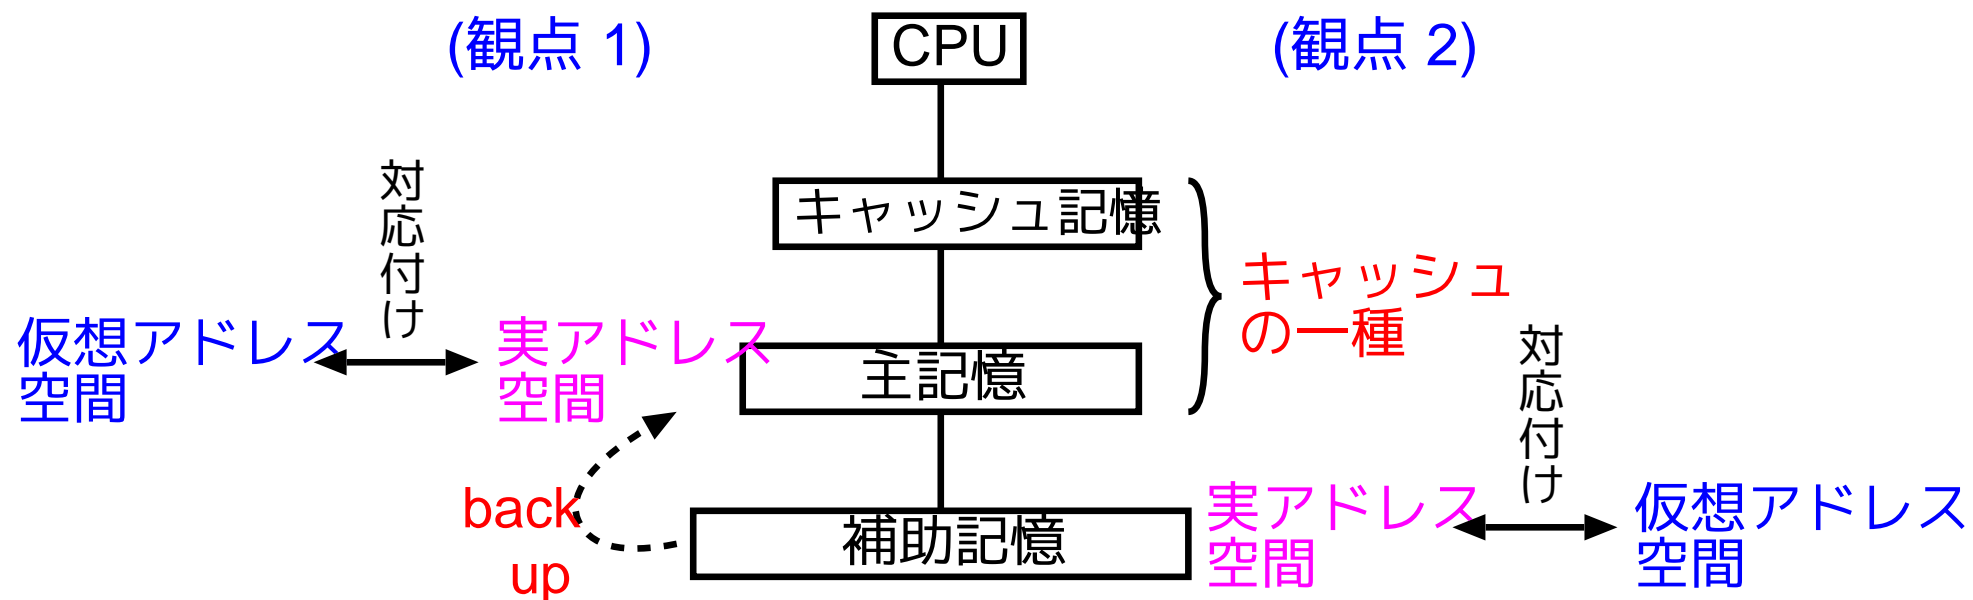 (観点 1)
CPU
(観点 2)
対応付け
キャッシュ記憶
キャッシュ
の一種
仮想アドレス
空間
実アドレス
空間
主記憶
対応付け
back
up
補助記憶
実アドレス
空間
仮想アドレス
空間